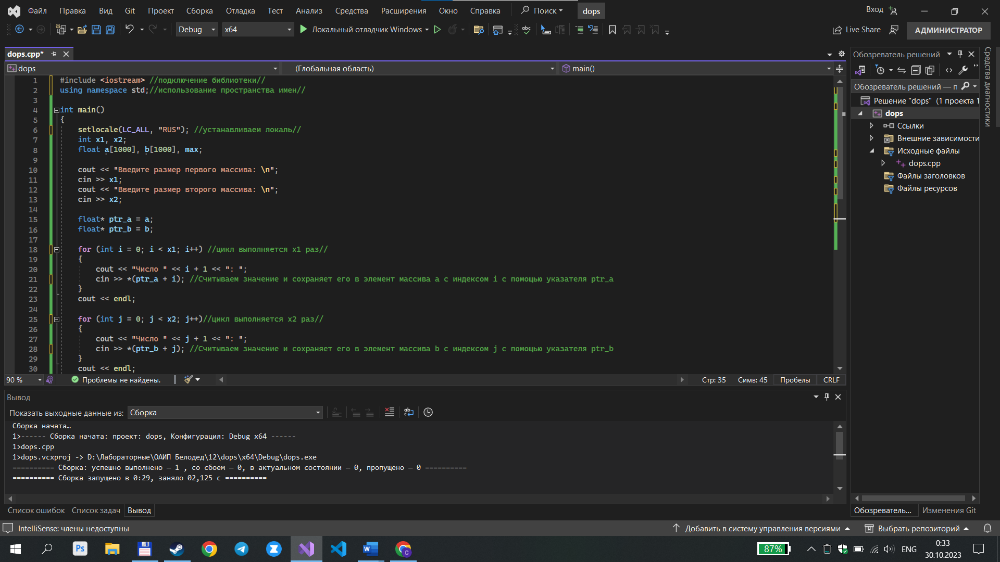 Файл Правка Вид Git Проект Сборка Отладка Тест Анализ Средства Расширения Окно Справка Поиск dops Вход
Debug x64 Локальный отладчик Windows Live Share АДМИНИСТРАТОР
dops.cpp*
dops (Глобальная область) main()
1 #include <iostream> //подключение библиотеки//
2 using namespace std;//использование пространства имен//
3
4 int main()
5 {
6 setlocale(LC_ALL, "RUS"); //устанавливаем локаль//
7 int x1, x2;
8 float a[1000], b[1000], max;
9
10 cout << "Введите размер первого массива: \n";
11 cin >> x1;
12 cout << "Введите размер второго массива: \n";
13 cin >> x2;
14
15 float* ptr_a = a;
16 float* ptr_b = b;
17
18 for (int i = 0; i < x1; i++) //цикл выполняется x1 раз//
19 {
20 cout << "Число " << i + 1 << ": ";
21 cin >> *(ptr_a + i); //Считываем значение и сохраняет его в элемент массива a с индексом i с помощью указателя ptr_a
22 }
23 cout << endl;
24
25 for (int j = 0; j < x2; j++)//цикл выполняется x2 раз//
26 {
27 cout << "Число " << j + 1 << ": ";
28 cin >> *(ptr_b + j); //Считываем значение и сохраняет его в элемент массива b с индексом j с помощью указателя ptr_b
29 }
30 cout << endl;
90 % Проблемы не найдены. Стр: 35 Симв: 45 Пробелы CRLF
Вывод
Показать выходные данные из: Сборка
Сборка начата…
1>------ Сборка начата: проект: dops, Конфигурация: Debug x64 ------
1>dops.cpp
1>dops.vcxproj -> D:\Лабораторные\ОАИП Белодед\12\dops\x64\Debug\dops.exe
========== Сборка: успешно выполнено — 1 , со сбоем — 0, в актуальном состоянии — 0, пропущено — 0 ==========
========== Сборка запущено в 0:29, заняло 02,125 с ==========
Список ошибок Список задач Вывод
Обозреватель решений
Обозреватель решений — п
Решение "dops" (1 проекта 1
dops
Ссылки
Внешние зависимости
Исходные файлы
dops.cpp
Файлы заголовков
Файлы ресурсов
Обозреватель... Изменения Git
Средства диагностики
IntelliSense: члены недоступны Добавить в систему управления версиями Выбрать репозиторий
Ps W C 87% ENG 0:33
30.10.2023